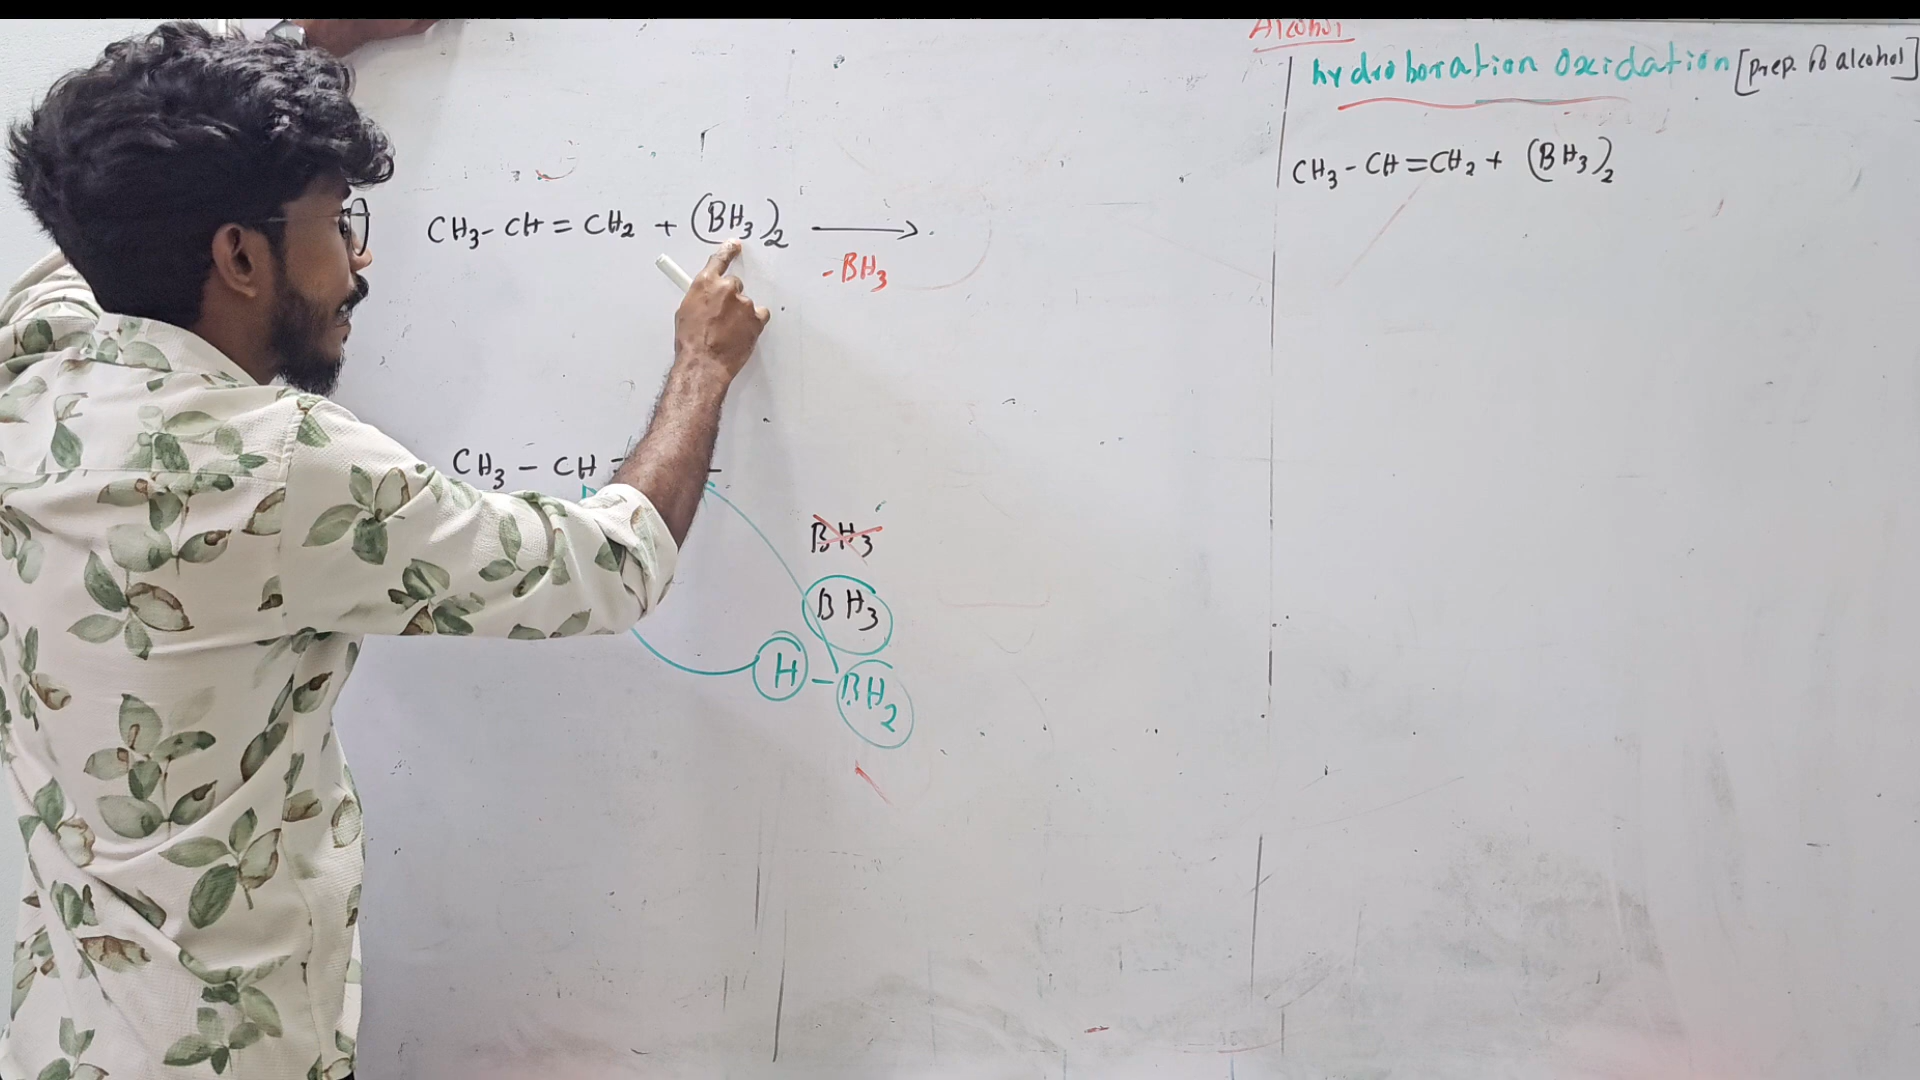 Alcohol
hydroboration Oxidation [prep. of alcohol]
CH₃-CH=CH₂ + (BH₃)₂
CH₃-CH=CH₂ + (BH₃)₂ ⟶
-BH₃
CH₃-CH=
BH₃
BH₃
H-BH₂